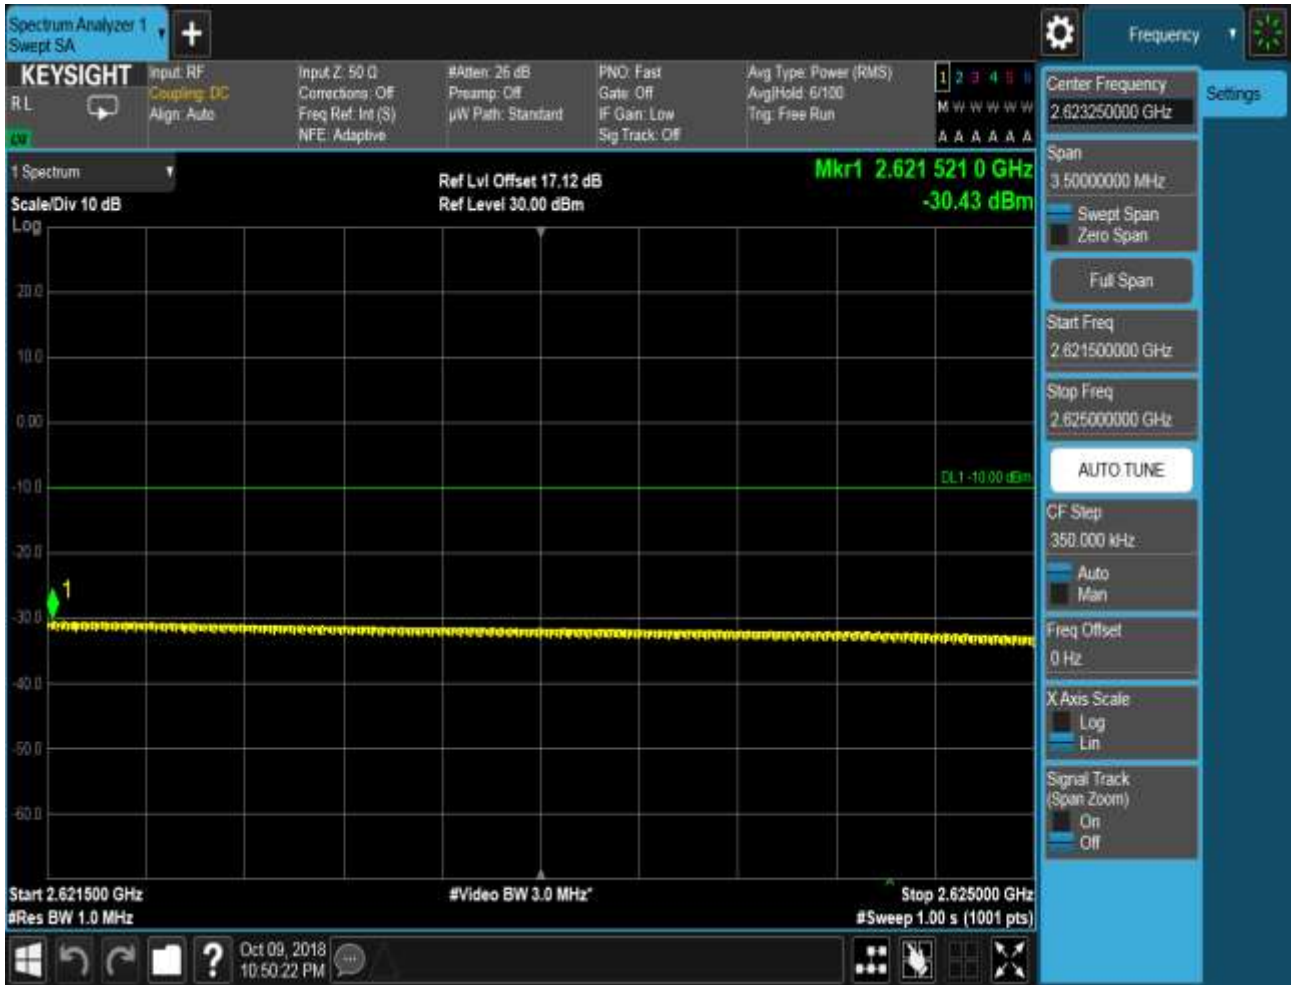 Spectrum Analyzer 1
Swept SA
+
Frequency
KEYSIGHT
RL
Input: RF
Coupling: DC
Align: Auto
Input Z: 50 Ω
Corrections: Off
Freq Ref: Int (S)
NFE: Adaptive
#Atten: 26 dB
Preamp: Off
µW Path: Standard
PNO: Fast
Gate: Off
IF Gain: Low
Sig Track: Off
Avg Type: Power (RMS)
Avg|Hold: 6/100
Trig: Free Run
1 2 3 4 5 6
M W W W W W
A A A A A A
Settings
1 Spectrum
Scale/Div 10 dB
Log
Ref Lvl Offset 17.12 dB
Ref Level 30.00 dBm
Mkr1 2.621 521 0 GHz
-30.43 dBm
20.0
10.0
0.00
-10.0
-20.0
-30.0
-40.0
-50.0
-60.0
DL1 -10.00 dBm
1
Start 2.621500 GHz
#Res BW 1.0 MHz
#Video BW 3.0 MHz*
Stop 2.625000 GHz
#Sweep 1.00 s (1001 pts)
Center Frequency
2.623250000 GHz
Span
3.50000000 MHz
Swept Span
Zero Span
Full Span
Start Freq
2.621500000 GHz
Stop Freq
2.625000000 GHz
AUTO TUNE
CF Step
350.000 kHz
Auto
Man
Freq Offset
0 Hz
X Axis Scale
Log
Lin
Signal Track
(Span Zoom)
On
Off
?
Oct 09, 2018
10:50:22 PM